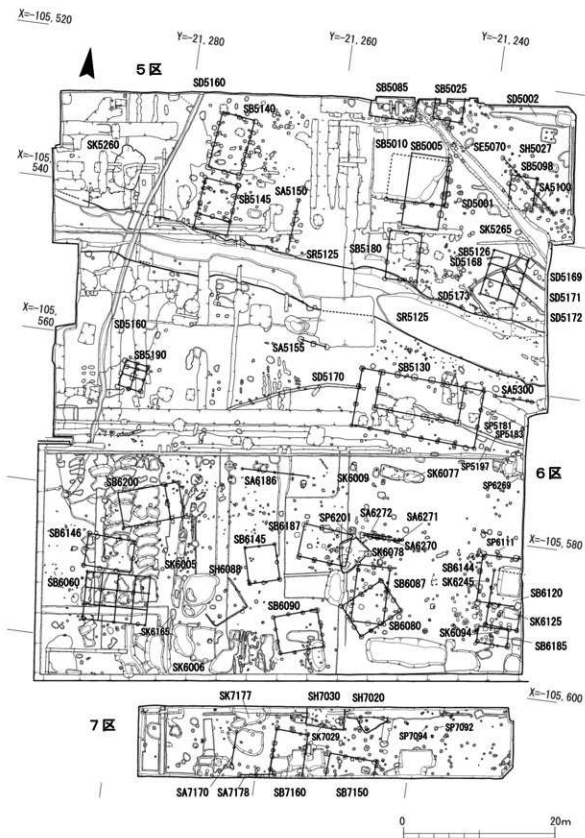 X=-105, 520
Y=-21, 280
Y=-21, 260
Y=-21, 240
5区
SD5160
SB5085
SB5025
SD5002
SB5140
SK5260
SB5010
SB5005
SE5070
SH5027
SB5098
SA5100
X=-105, 540
SB5145
SA5150
SD5001
SK5265
SR5125
SB5180
SB5126
SD5168
SD5169
SD5171
SD5173
SD5172
X=-105, 560
SD5160
SR5125
SA5155
SB5190
SD5170
SB5130
SA5300
SP5181
SP5183
SP5197
6区
SK6009
SK6077
SP6269
SB6200
SA6186
SB6187
SP6201
SA6272
SA6271
X=-105, 580
SP6111
SB6146
SB6145
SA6270
SK6078
SB6144
SK6005
SH6088
SK6245
SB6087
SB6120
SB6060
SB6090
SB6080
SK6125
SK6094
SK6165
SB6185
SK6006
X=-105, 600
SK7177
SH7030
SH7020
7区
SK7029
SP7094
SP7092
SA7170
SA7178
SB7160
SB7150
0
20m